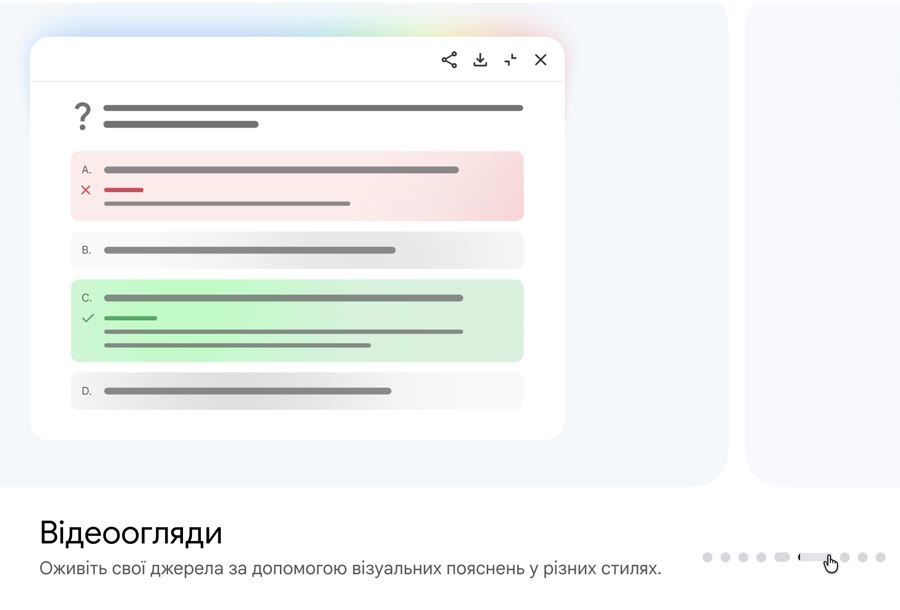 ?
A.
B.
C.
D.
Відеоогляди
Оживіть свої джерела за допомогою візуальних пояснень у різних стилях.